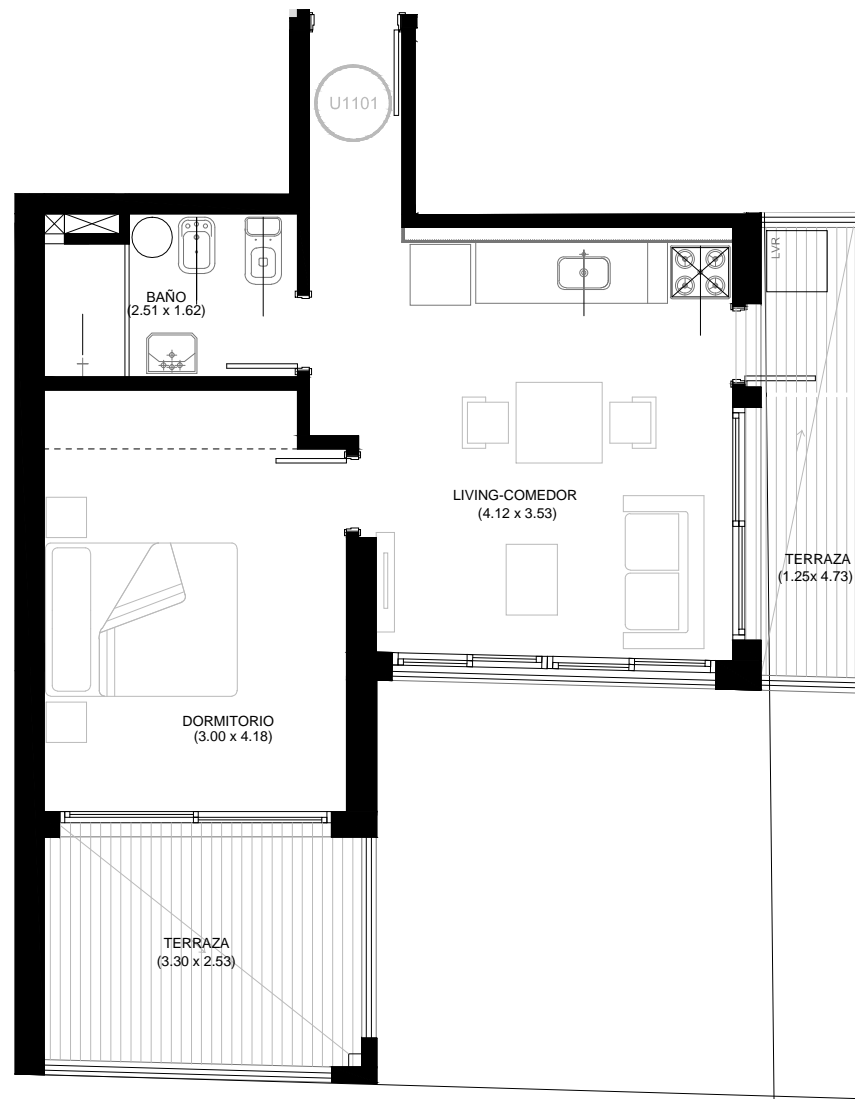 U1101
LVR
BAÑO
(2.51 x 1.62)
LIVING-COMEDOR
(4.12 x 3.53)
TERRAZA
(1.25x 4.73)
DORMITORIO
(3.00 x 4.18)
TERRAZA
(3.30 x 2.53)